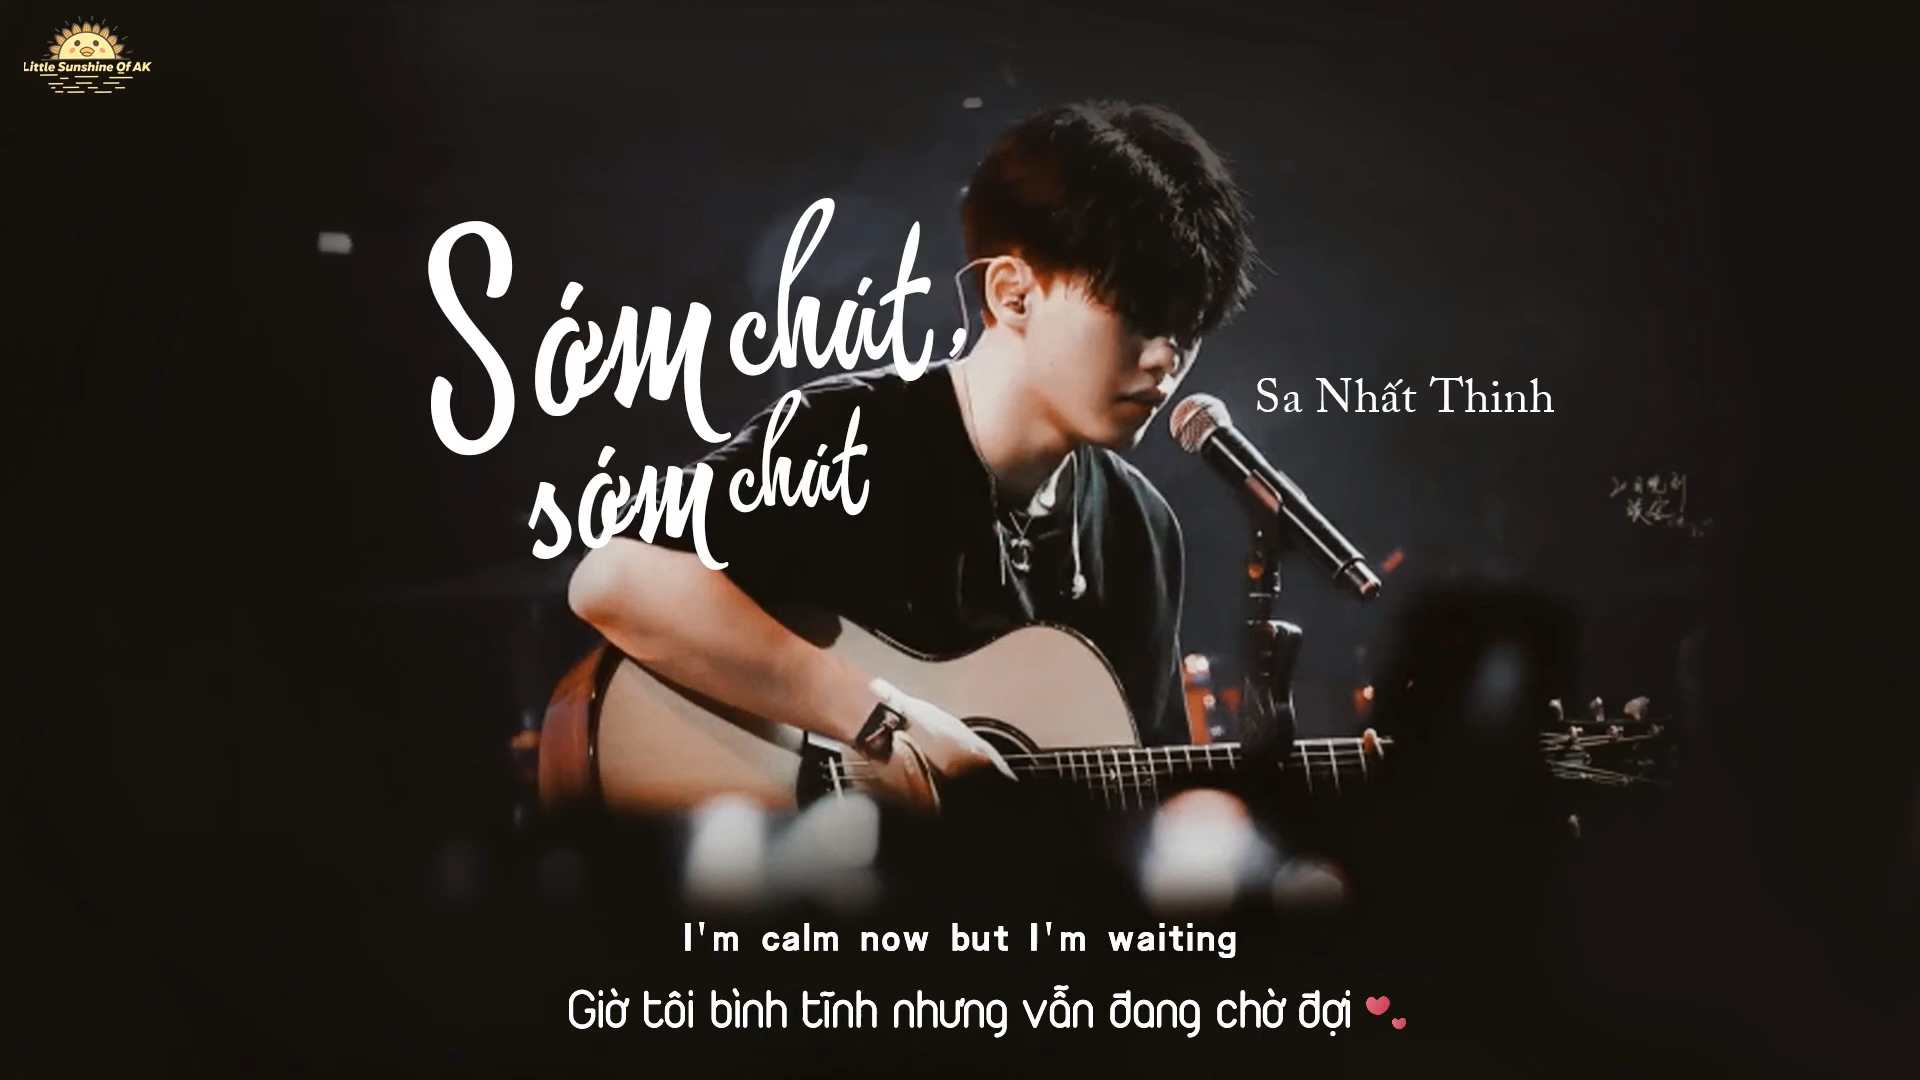 Little Sunshine Of AK
Sớm chút,
sớm chút
Sa Nhất Thinh
I'm calm now but I'm waiting
Giờ tôi bình tĩnh nhưng vẫn đang chờ đợi